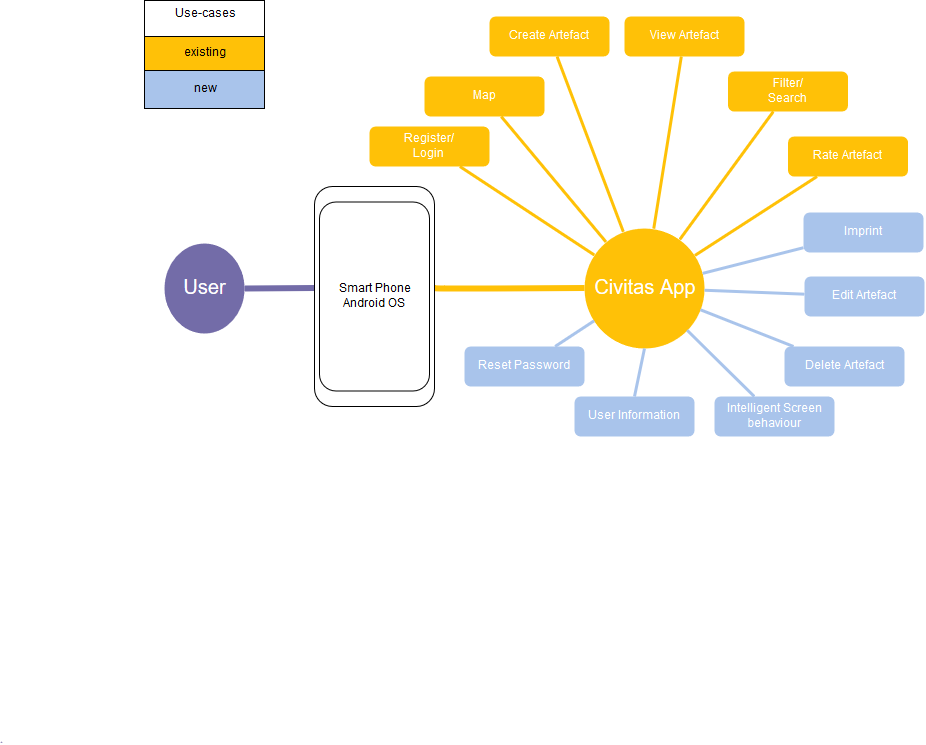 Use-cases
existing
new
Create Artefact
View Artefact
Map
Filter/
Search
Register/
Login
Rate Artefact
Imprint
User
Smart Phone
Android OS
Civitas App
Edit Artefact
Reset Password
Delete Artefact
User Information
Intelligent Screen
behaviour
.